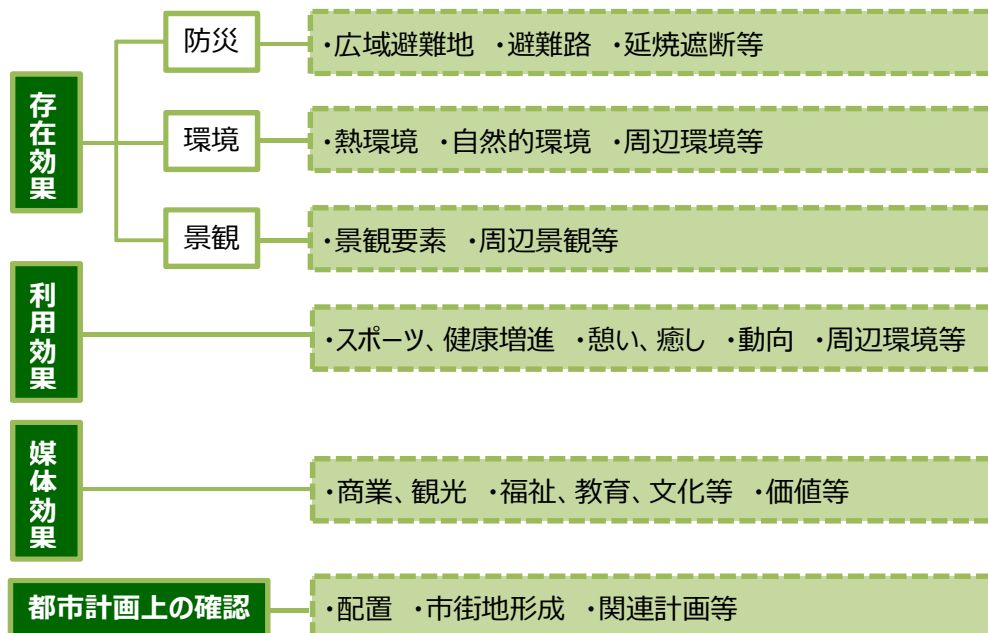 存在効果
防災
・広域避難地 ・避難路 ・延焼遮断等
環境
・熱環境 ・自然的環境 ・周辺環境等
景観
・景観要素 ・周辺景観等
利用効果
・スポーツ、健康増進 ・憩い、癒し ・動向 ・周辺環境等
媒体効果
・商業、観光 ・福祉、教育、文化等 ・価値等
都市計画上の確認
・配置 ・市街地形成 ・関連計画等